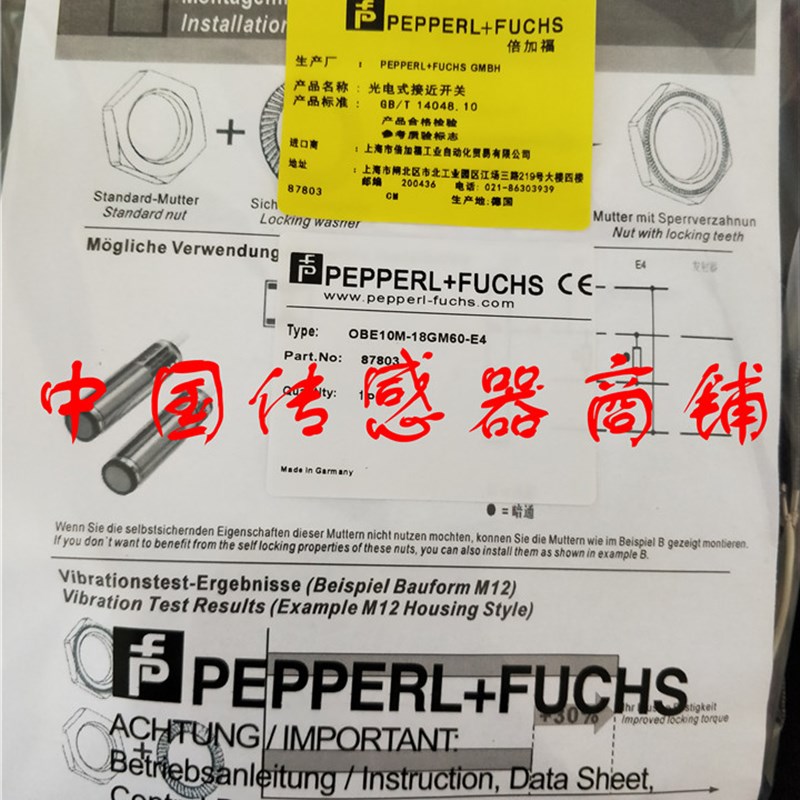 Installation
PEPPERL+FUCHS
倍加福
生产厂 : PEPPERL+FUCHS GMBH
产品名称: 光电式接近开关
产品标准: GB/T 14048.10
产品合格检验
参考质验标志
进口商 : 上海市倍加福工业自动化贸易有限公司
地址 : 上海市闸北区市北工业园区江场三路219号大楼四楼
邮编 200436 电话: 021-86303939
87803 CM 生产地:德国
+
Standard-Mutter
Standard nut
Locking washer
Mutter mit Sperrverzahnung
Nut with locking teeth
Mögliche Verwendung
E4
发射器
PEPPERL+FUCHS CE
www.pepperl-fuchs.com
Type: OBE10M-18GM60-E4
Part.No: 87803
中国传感器商铺
Made in Garmany
= 暗通
Wenn Sie die selbstsichernden Eigenschaften dieser Muttern nicht nutzen mochten, konnen Sie die Muttern wie im Beispiel B gezeigt montieren.
If you don't want to benefit from the self locking properties of these nuts, you can also install them as shown in example B.
Vibrationstest-Ergebnisse (Beispiel Bauform M12)
Vibration Test Results (Example M12 Housing Style)
PEPPERL+FUCHS
+30%
Improved locking torque
ACHTUNG / IMPORTANT:
Betriebsanleitung / Instruction, Data Sheet,